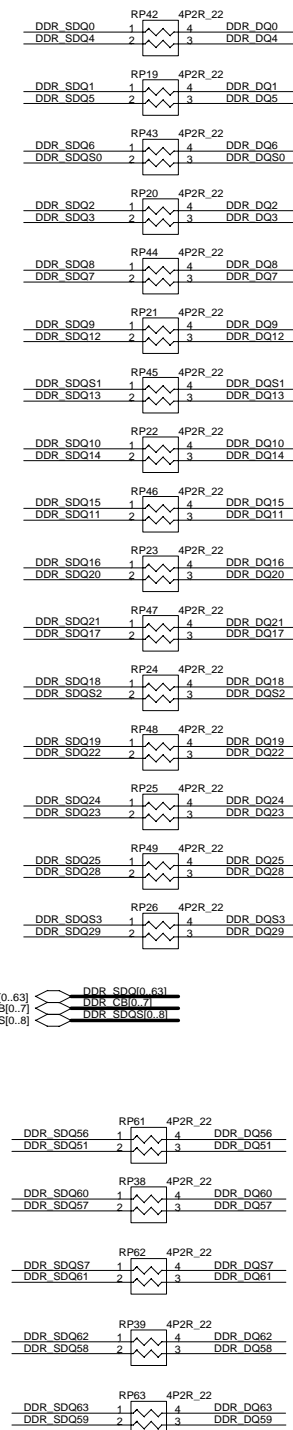 RP42 4P2R_22
DDR_SDQ0 1 4 DDR_DQ0
DDR_SDQ4 2 3 DDR_DQ4
RP19 4P2R_22
DDR_SDQ1 1 4 DDR_DQ1
DDR_SDQ5 2 3 DDR_DQ5
RP43 4P2R_22
DDR_SDQ6 1 4 DDR_DQ6
DDR_SDQS0 2 3 DDR_DQS0
RP20 4P2R_22
DDR_SDQ2 1 4 DDR_DQ2
DDR_SDQ3 2 3 DDR_DQ3
RP44 4P2R_22
DDR_SDQ8 1 4 DDR_DQ8
DDR_SDQ7 2 3 DDR_DQ7
RP21 4P2R_22
DDR_SDQ9 1 4 DDR_DQ9
DDR_SDQ12 2 3 DDR_DQ12
RP45 4P2R_22
DDR_SDQS1 1 4 DDR_DQS1
DDR_SDQ13 2 3 DDR_DQ13
RP22 4P2R_22
DDR_SDQ10 1 4 DDR_DQ10
DDR_SDQ14 2 3 DDR_DQ14
RP46 4P2R_22
DDR_SDQ15 1 4 DDR_DQ15
DDR_SDQ11 2 3 DDR_DQ11
RP23 4P2R_22
DDR_SDQ16 1 4 DDR_DQ16
DDR_SDQ20 2 3 DDR_DQ20
RP47 4P2R_22
DDR_SDQ21 1 4 DDR_DQ21
DDR_SDQ17 2 3 DDR_DQ17
RP24 4P2R_22
DDR_SDQ18 1 4 DDR_DQ18
DDR_SDQS2 2 3 DDR_DQS2
RP48 4P2R_22
DDR_SDQ19 1 4 DDR_DQ19
DDR_SDQ22 2 3 DDR_DQ22
RP25 4P2R_22
DDR_SDQ24 1 4 DDR_DQ24
DDR_SDQ23 2 3 DDR_DQ23
RP49 4P2R_22
DDR_SDQ25 1 4 DDR_DQ25
DDR_SDQ28 2 3 DDR_DQ28
RP26 4P2R_22
DDR_SDQS3 1 4 DDR_DQS3
DDR_SDQ29 2 3 DDR_DQ29
[0..63] DDR_SDQ[0..63]
B[0..7] DDR_CB[0..7]
S[0..8] DDR_SDQS[0..8]
RP61 4P2R_22
DDR_SDQ56 1 4 DDR_DQ56
DDR_SDQ51 2 3 DDR_DQ51
RP38 4P2R_22
DDR_SDQ60 1 4 DDR_DQ60
DDR_SDQ57 2 3 DDR_DQ57
RP62 4P2R_22
DDR_SDQS7 1 4 DDR_DQS7
DDR_SDQ61 2 3 DDR_DQ61
RP39 4P2R_22
DDR_SDQ62 1 4 DDR_DQ62
DDR_SDQ58 2 3 DDR_DQ58
RP63 4P2R_22
DDR_SDQ63 1 4 DDR_DQ63
DDR_SDQ59 2 3 DDR_DQ59